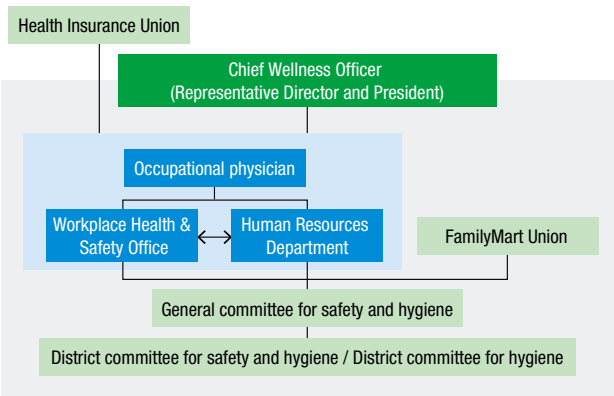 Health Insurance Union
Chief Wellness Officer
(Representative Director and President)
Occupational physician
Workplace Health &
Safety Office
Human Resources
Department
FamilyMart Union
General committee for safety and hygiene
District committee for safety and hygiene / District committee for hygiene